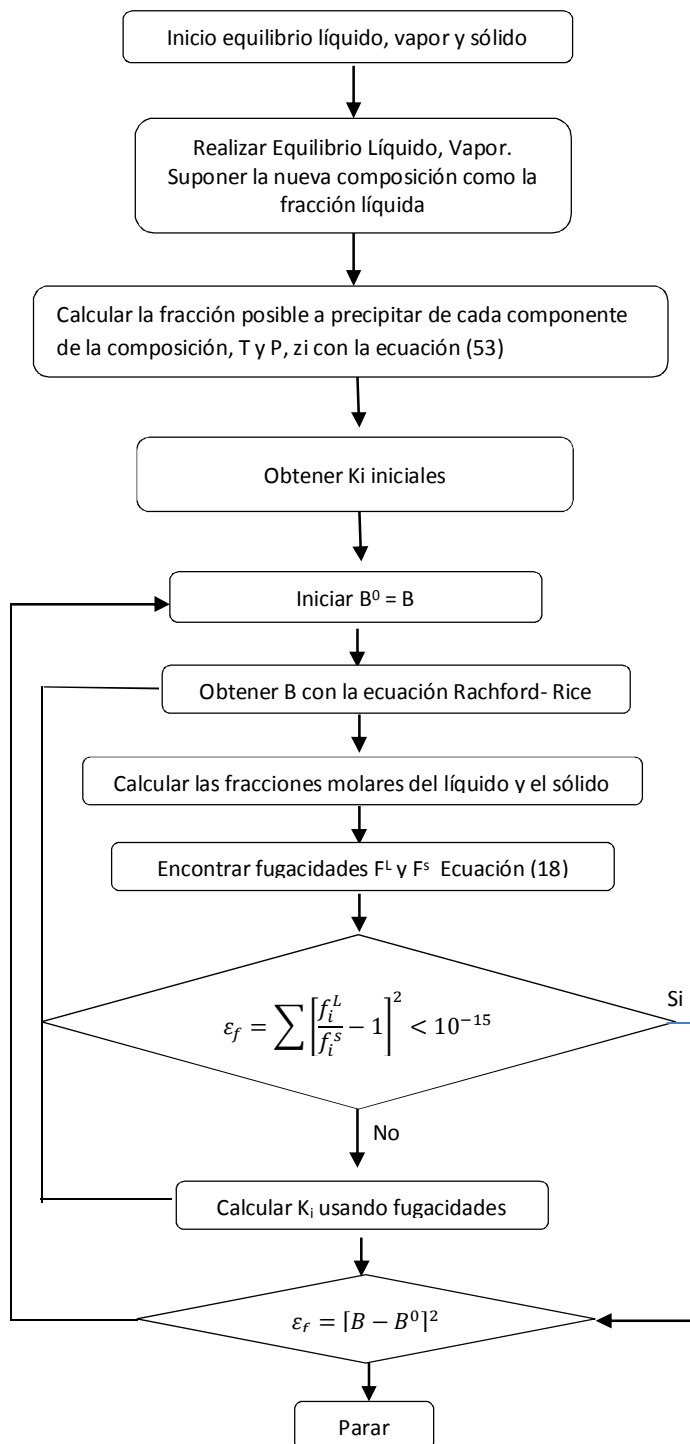 Inicio equilibrio líquido, vapor y sólido
Realizar Equilibrio Líquido, Vapor.
Suponer la nueva composición como la
fracción líquida
Calcular la fracción posible a precipitar de cada componente
de la composición, T y P, zi con la ecuación (53)
Obtener Ki iniciales
Iniciar B⁰ = B
Obtener B con la ecuación Rachford- Rice
Calcular las fracciones molares del líquido y el sólido
Encontrar fugacidades Fᴸ y Fˢ Ecuación (18)
Si
ε_f = ∑ [f_i^L / f_i^s − 1]² < 10⁻¹⁵
No
Calcular Kᵢ usando fugacidades
ε_f = ⌈B − B⁰⌉²
Parar